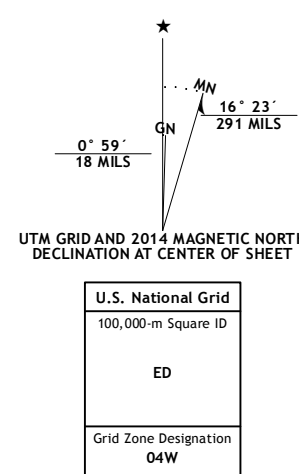 ★
MN
GN
16° 23´
291 MILS
0° 59´
18 MILS
UTM GRID AND 2014 MAGNETIC NORTH
DECLINATION AT CENTER OF SHEET
U.S. National Grid
100,000-m Square ID
ED
Grid Zone Designation
04W